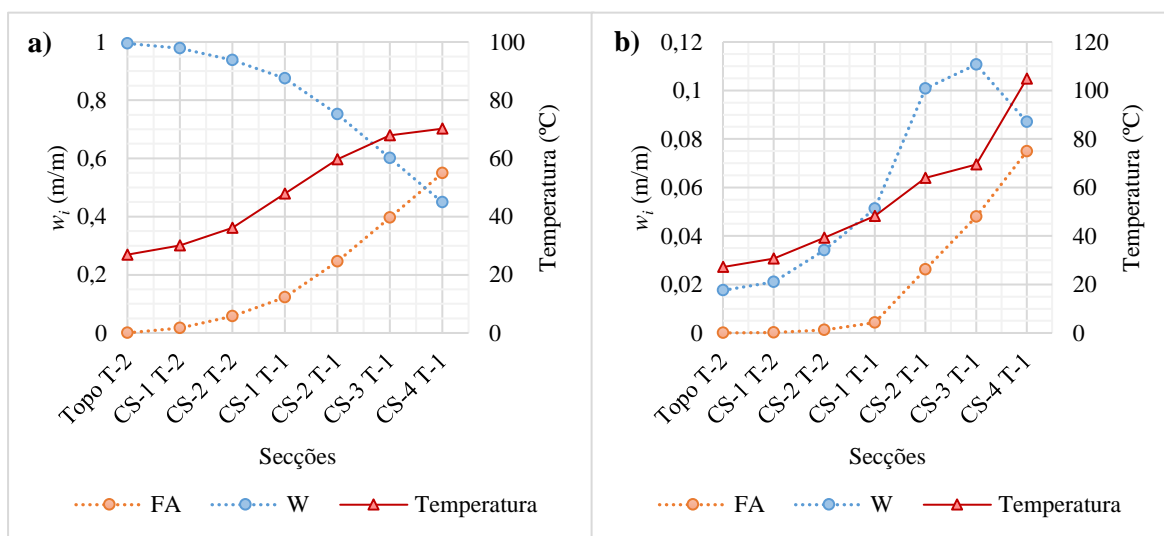 a)
1
0,8
0,6
0,4
0,2
0
w_i (m/m)
100
80
60
40
20
0
Temperatura (ºC)
Topo T-2
CS-1 T-2
CS-2 T-2
CS-1 T-1
CS-2 T-1
CS-3 T-1
CS-4 T-1
Secções
FA W Temperatura
b)
0,12
0,1
0,08
0,06
0,04
0,02
0
w_i (m/m)
120
100
80
60
40
20
0
Temperatura (ºC)
Topo T-2
CS-1 T-2
CS-2 T-2
CS-1 T-1
CS-2 T-1
CS-3 T-1
CS-4 T-1
Secções
FA W Temperatura